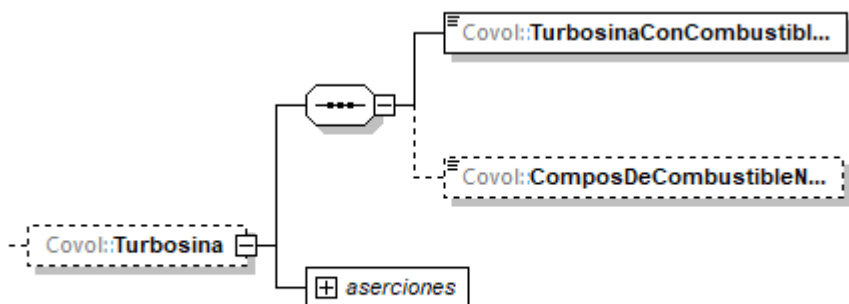 Covol::TurbosinaConCombustibl...
Covol::ComposDeCombustibleN...
Covol::Turbosina
aserciones